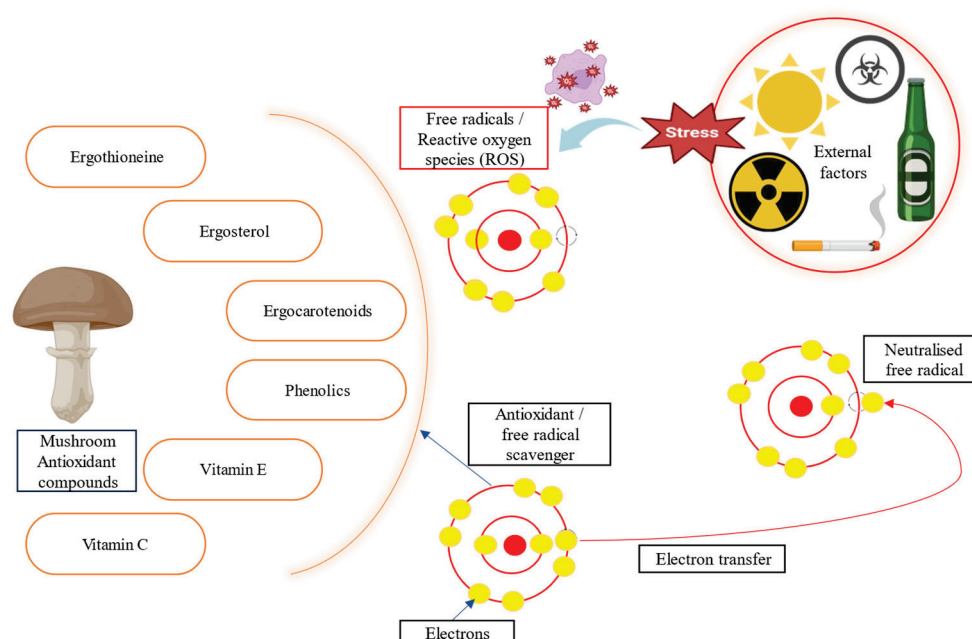 Ergothioneine
Ergosterol
Ergocarotenoids
Phenolics
Vitamin E
Vitamin C
Mushroom
Antioxidant
compounds
Free radicals /
Reactive oxygen
species (ROS)
Stress
External
factors
Antioxidant /
free radical
scavenger
Electrons
Electron transfer
Neutralised
free radical